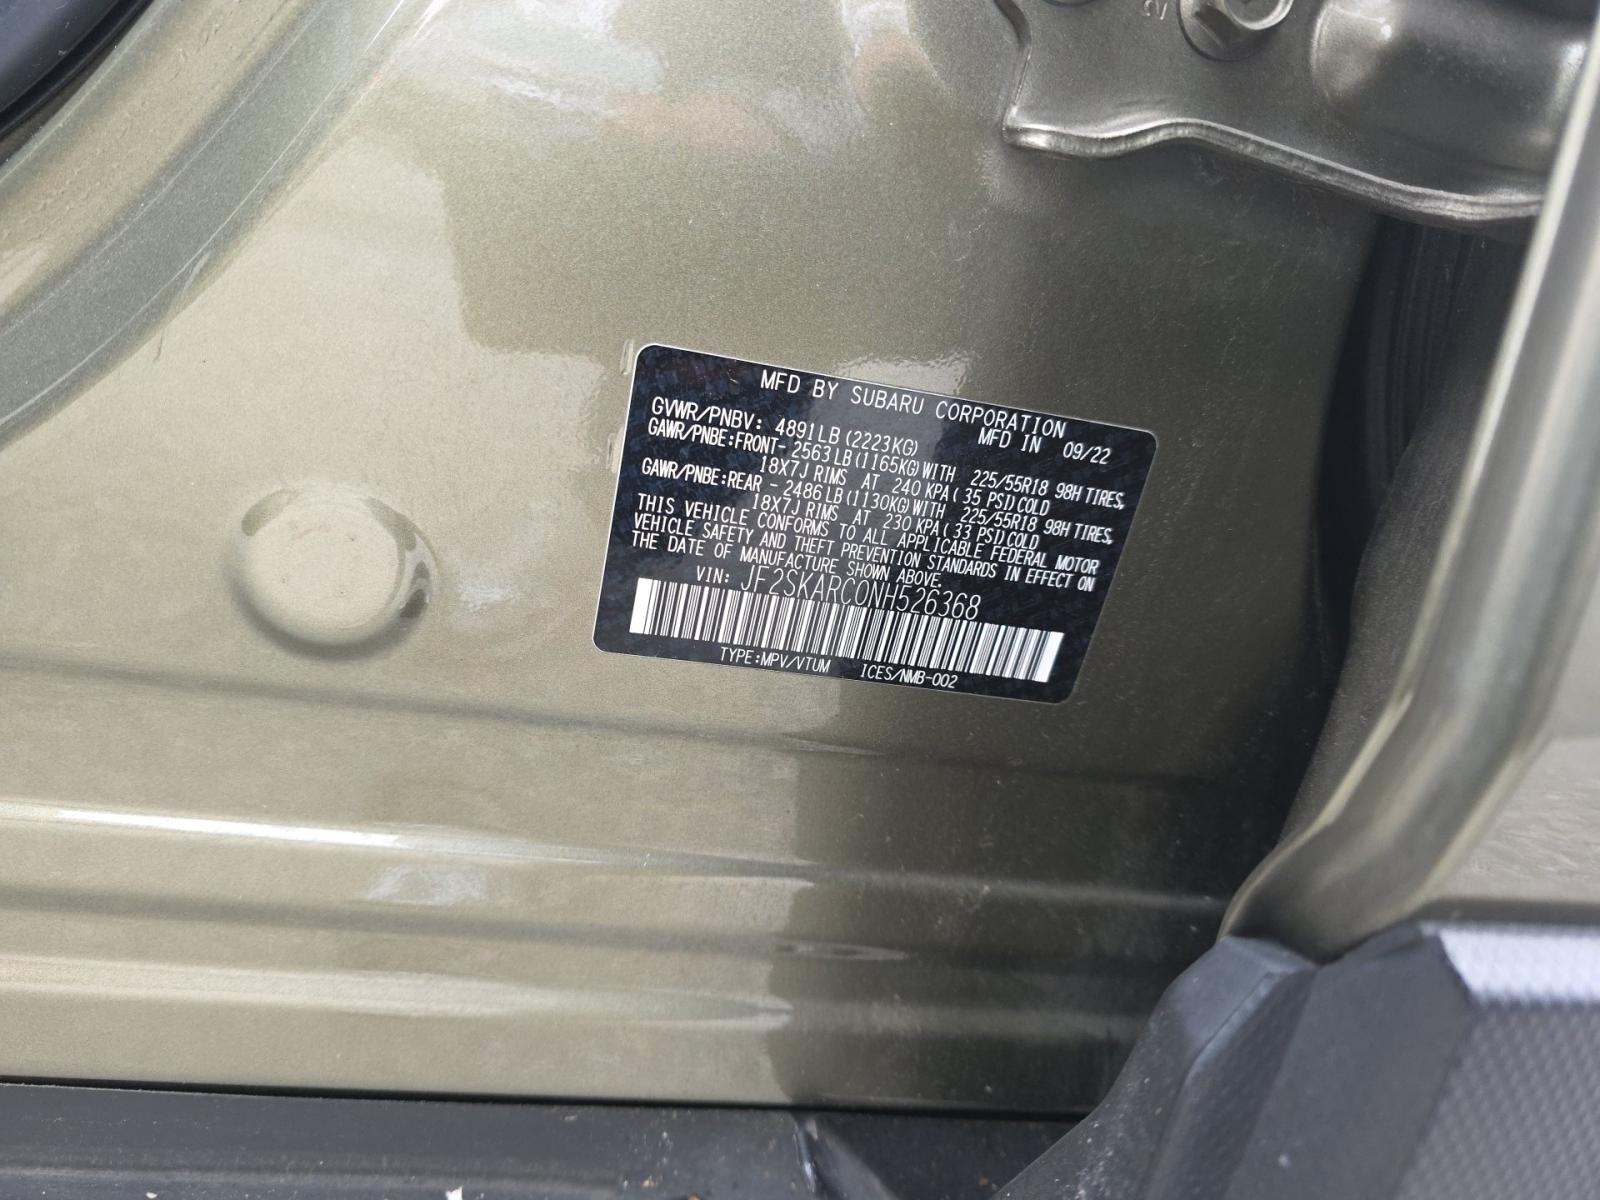 MFD BY SUBARU CORPORATION
GVWR/PNBV: 4891LB(2223KG) MFD IN 09/22
GAWR/PNBE:FRONT- 2563LB(1165KG)WITH 225/55R18 98H TIRES,
18X7J RIMS AT 240 KPA( 35 PSI)COLD
GAWR/PNBE:REAR - 2486LB(1130KG)WITH 225/55R18 98H TIRES,
18X7J RIMS AT 230 KPA( 33 PSI)COLD
THIS VEHICLE CONFORMS TO ALL APPLICABLE FEDERAL MOTOR
VEHICLE SAFETY AND THEFT PREVENTION STANDARDS IN EFFECT ON
THE DATE OF MANUFACTURE SHOWN ABOVE.
VIN: JF2SKARC0NH526368
TYPE:MPV/VTUM ICES/NMB-002